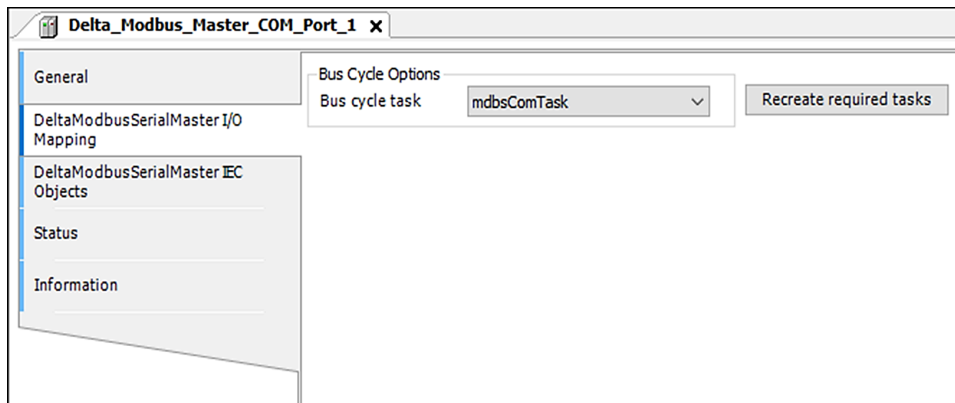 Delta_Modbus_Master_COM_Port_1 X
General
DeltaModbusSerialMaster I/O
Mapping
DeltaModbusSerialMaster IEC
Objects
Status
Information
Bus Cycle Options
Bus cycle task
mdbsComTask
Recreate required tasks